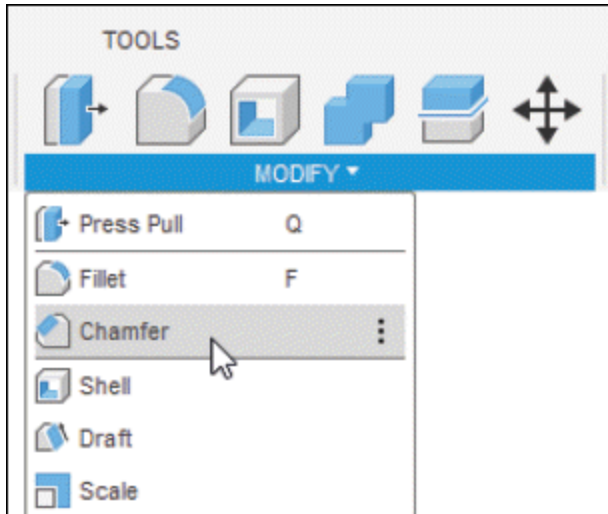 TOOLS
MODIFY
Press Pull Q
Fillet F
Chamfer
Shell
Draft
Scale